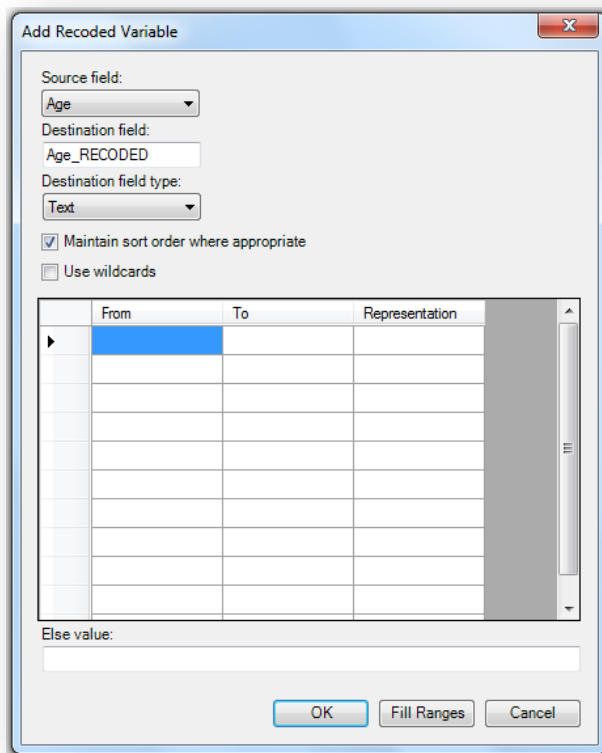 Add Recoded Variable
Source field:
Age
Destination field:
Age_RECODED
Destination field type:
Text
Maintain sort order where appropriate
Use wildcards
From To Representation
Else value:
OK Fill Ranges Cancel